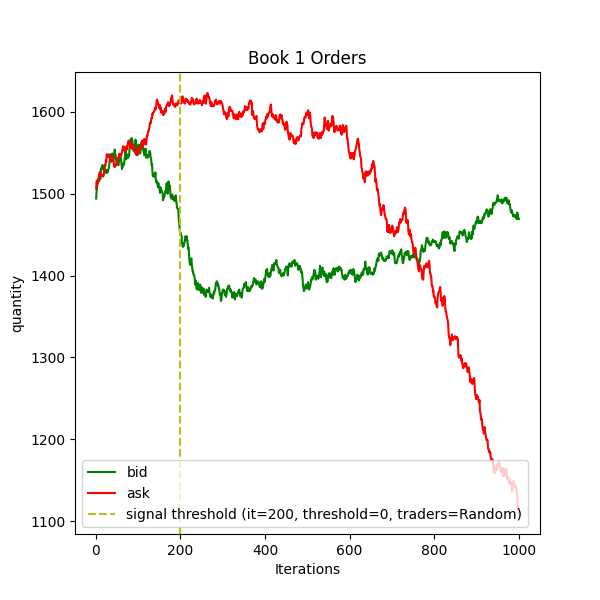 Book 1 Orders
quantity
1600
1500
1400
1300
1200
1100
bid
ask
signal threshold (it=200, threshold=0, traders=Random)
0 200 400 600 800 1000
Iterations